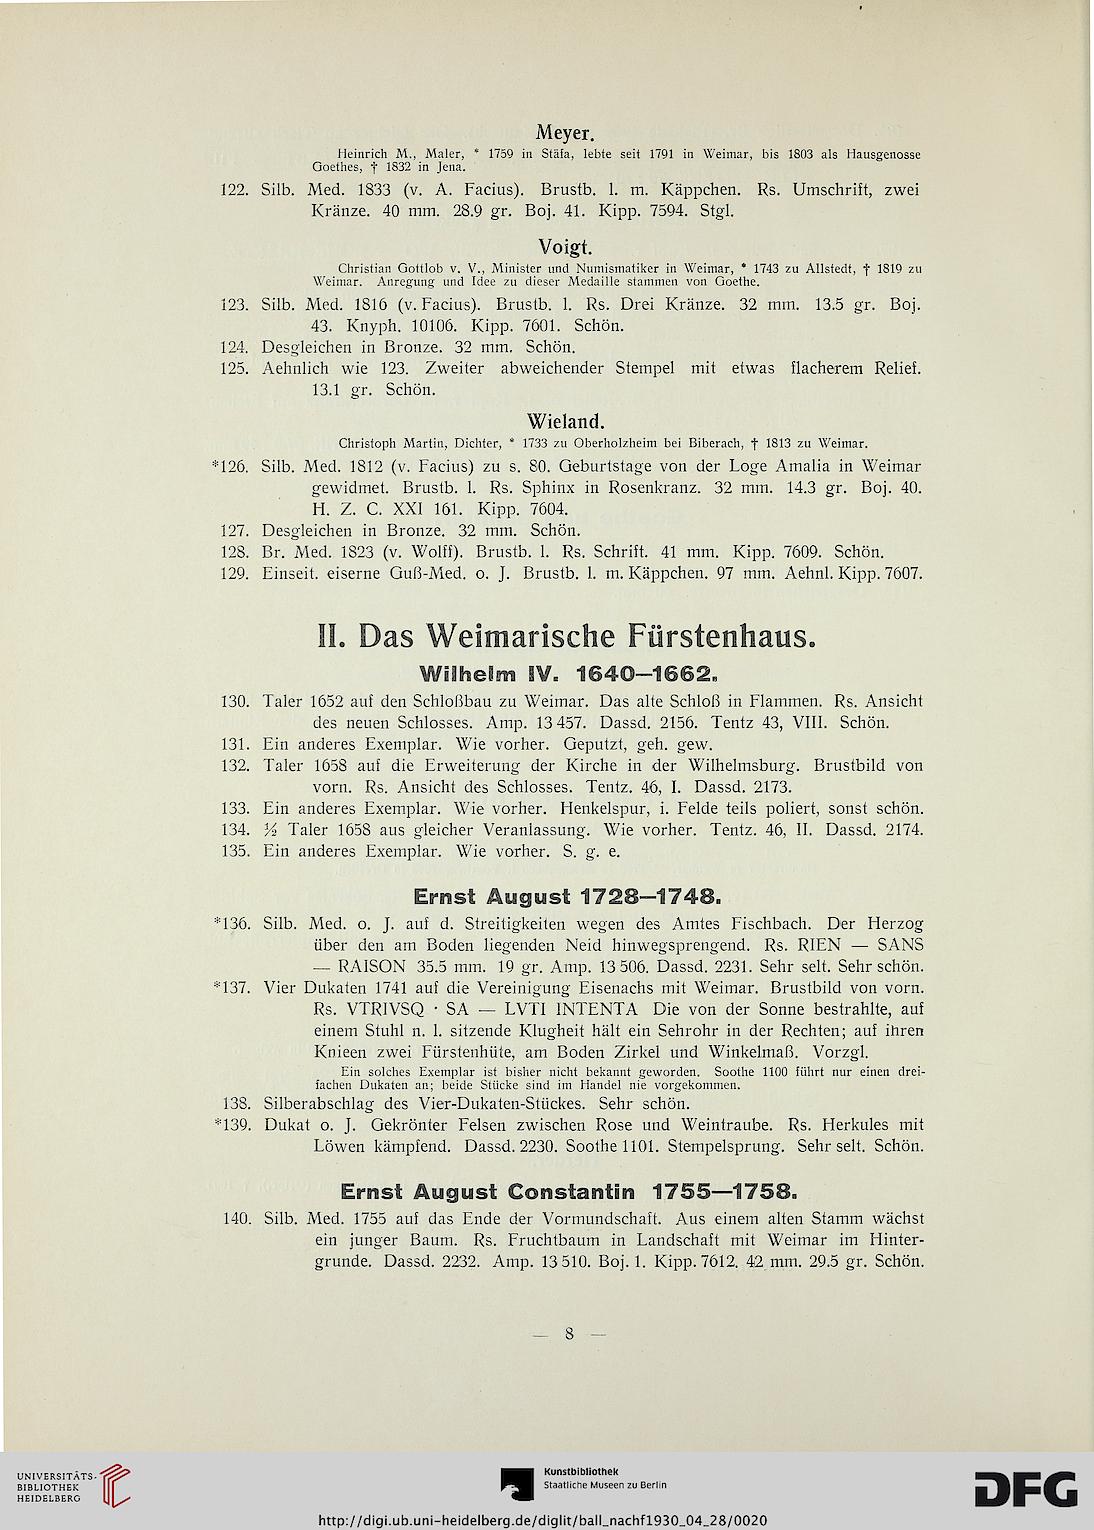 Meyer.
Heinrich M., Maler, * 1759 in Stäfa, lebte seit 1791 in Weimar, bis 1803 als Hausgenosse
Goethes, † 1832 in Jena.
122. Silb. Med. 1833 (v. A. Facius). Brustb. l. m. Käppchen. Rs. Umschrift, zwei
Kränze. 40 mm. 28.9 gr. Boj. 41. Kipp. 7594. Stgl.
Voigt.
Christian Gottlob v. V., Minister und Numismatiker in Weimar, * 1743 zu Allstedt, † 1819 zu
Weimar. Anregung und Idee zu dieser Medaille stammen von Goethe.
123. Silb. Med. 1816 (v. Facius). Brustb. l. Rs. Drei Kränze. 32 mm. 13.5 gr. Boj.
43. Knyph. 10106. Kipp. 7601. Schön.
124. Desgleichen in Bronze. 32 mm. Schön.
125. Aehnlich wie 123. Zweiter abweichender Stempel mit etwas flacherem Relief.
13.1 gr. Schön.
Wieland.
Christoph Martin, Dichter, * 1733 zu Oberholzheim bei Biberach, † 1813 zu Weimar.
*126. Silb. Med. 1812 (v. Facius) zu s. 80. Geburtstage von der Loge Amalia in Weimar
gewidmet. Brustb. l. Rs. Sphinx in Rosenkranz. 32 mm. 14.3 gr. Boj. 40.
H. Z. C. XXI 161. Kipp. 7604.
127. Desgleichen in Bronze. 32 mm. Schön.
128. Br. Med. 1823 (v. Wolff). Brustb. l. Rs. Schrift. 41 mm. Kipp. 7609. Schön.
129. Einseit. eiserne Guß-Med. o. J. Brustb. l. m. Käppchen. 97 mm. Aehnl. Kipp. 7607.
II. Das Weimarische Fürstenhaus.
Wilhelm IV. 1640—1662.
130. Taler 1652 auf den Schloßbau zu Weimar. Das alte Schloß in Flammen. Rs. Ansicht
des neuen Schlosses. Amp. 13 457. Dassd. 2156. Tentz 43, VIII. Schön.
131. Ein anderes Exemplar. Wie vorher. Geputzt, geh. gew.
132. Taler 1658 auf die Erweiterung der Kirche in der Wilhelmsburg. Brustbild von
vorn. Rs. Ansicht des Schlosses. Tentz. 46, I. Dassd. 2173.
133. Ein anderes Exemplar. Wie vorher. Henkelspur, i. Felde teils poliert, sonst schön.
134. ½ Taler 1658 aus gleicher Veranlassung. Wie vorher. Tentz. 46, II. Dassd. 2174.
135. Ein anderes Exemplar. Wie vorher. S. g. e.
Ernst August 1728—1748.
*136. Silb. Med. o. J. auf d. Streitigkeiten wegen des Amtes Fischbach. Der Herzog
über den am Boden liegenden Neid hinwegsprengend. Rs. RIEN — SANS
— RAISON 35.5 mm. 19 gr. Amp. 13 506. Dassd. 2231. Sehr selt. Sehr schön.
*137. Vier Dukaten 1741 auf die Vereinigung Eisenachs mit Weimar. Brustbild von vorn.
Rs. VTRIVSQ · SA — LVTI INTENTA Die von der Sonne bestrahlte, auf
einem Stuhl n. l. sitzende Klugheit hält ein Sehrohr in der Rechten; auf ihren
Knieen zwei Fürstenhüte, am Boden Zirkel und Winkelmaß. Vorzgl.
Ein solches Exemplar ist bisher nicht bekannt geworden. Soothe 1100 führt nur einen drei-
fachen Dukaten an; beide Stücke sind im Handel nie vorgekommen.
138. Silberabschlag des Vier-Dukaten-Stückes. Sehr schön.
*139. Dukat o. J. Gekrönter Felsen zwischen Rose und Weintraube. Rs. Herkules mit
Löwen kämpfend. Dassd. 2230. Soothe 1101. Stempelsprung. Sehr selt. Schön.
Ernst August Constantin 1755—1758.
140. Silb. Med. 1755 auf das Ende der Vormundschaft. Aus einem alten Stamm wächst
ein junger Baum. Rs. Fruchtbaum in Landschaft mit Weimar im Hinter-
grunde. Dassd. 2232. Amp. 13 510. Boj. 1. Kipp. 7612. 42 mm. 29.5 gr. Schön.
— 8 —
UNIVERSITÄTS-
BIBLIOTHEK
HEIDELBERG
Kunstbibliothek
Staatliche Museen zu Berlin
DFG
http://digi.ub.uni-heidelberg.de/diglit/ball_nachf1930_04_28/0020